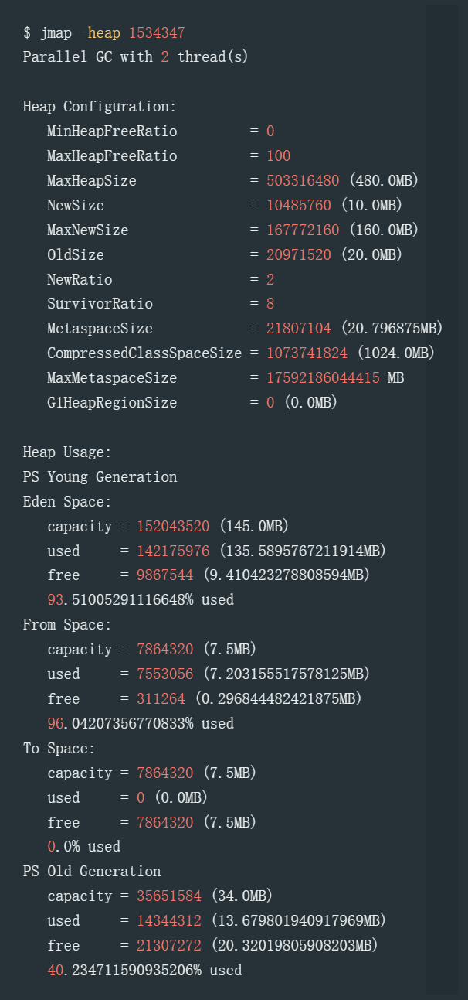 $ jmap -heap 1534347
Parallel GC with 2 thread(s)
Heap Configuration:
MinHeapFreeRatio = 0
MaxHeapFreeRatio = 100
MaxHeapSize = 503316480 (480.0MB)
NewSize = 10485760 (10.0MB)
MaxNewSize = 167772160 (160.0MB)
OldSize = 20971520 (20.0MB)
NewRatio = 2
SurvivorRatio = 8
MetaspaceSize = 21807104 (20.796875MB)
CompressedClassSpaceSize = 1073741824 (1024.0MB)
MaxMetaspaceSize = 17592186044415 MB
G1HeapRegionSize = 0 (0.0MB)
Heap Usage:
PS Young Generation
Eden Space:
capacity = 152043520 (145.0MB)
used = 142175976 (135.5895767211914MB)
free = 9867544 (9.410423278808594MB)
93.51005291116648% used
From Space:
capacity = 7864320 (7.5MB)
used = 7553056 (7.203155517578125MB)
free = 311264 (0.296844482421875MB)
96.04207356770833% used
To Space:
capacity = 7864320 (7.5MB)
used = 0 (0.0MB)
free = 7864320 (7.5MB)
0.0% used
PS Old Generation
capacity = 35651584 (34.0MB)
used = 14344312 (13.679801940917969MB)
free = 21307272 (20.32019805908203MB)
40.234711590935206% used